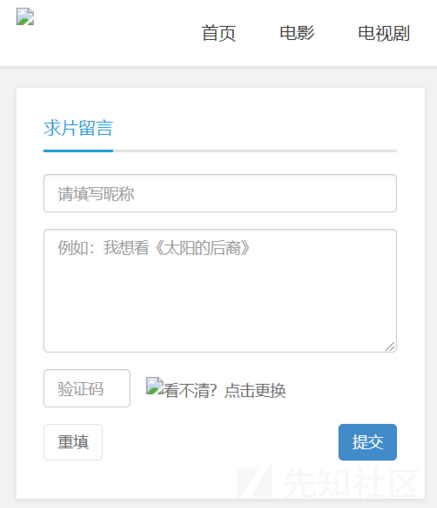 首页 电影 电视剧
求片留言
请填写昵称
例如：我想看《太阳的后裔》
验证码 看不清？点击更换
重填 提交
先知社区